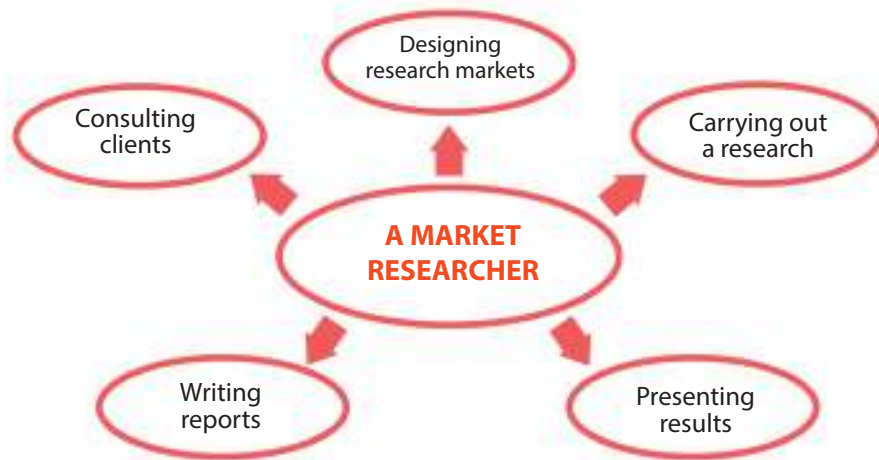 Designing
research markets
Consulting
clients
Carrying out
a research
A MARKET
RESEARCHER
Writing
reports
Presenting
results